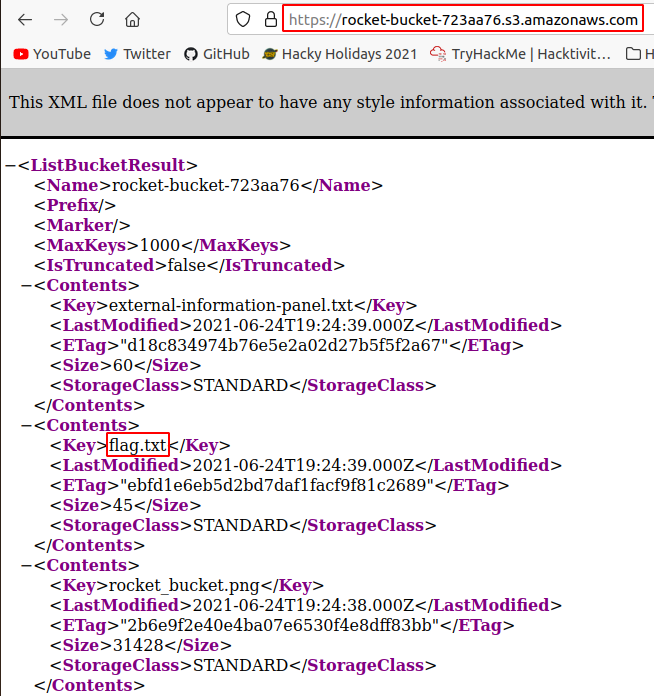 https://rocket-bucket-723aa76.s3.amazonaws.com
YouTube Twitter GitHub Hacky Holidays 2021 TryHackMe | Hacktivit… H
This XML file does not appear to have any style information associated with it.
−<ListBucketResult>
<Name>rocket-bucket-723aa76</Name>
<Prefix/>
<Marker/>
<MaxKeys>1000</MaxKeys>
<IsTruncated>false</IsTruncated>
−<Contents>
<Key>external-information-panel.txt</Key>
<LastModified>2021-06-24T19:24:39.000Z</LastModified>
<ETag>"d18c834974b76e5e2a02d27b5f5f2a67"</ETag>
<Size>60</Size>
<StorageClass>STANDARD</StorageClass>
</Contents>
−<Contents>
<Key>flag.txt</Key>
<LastModified>2021-06-24T19:24:39.000Z</LastModified>
<ETag>"ebfd1e6eb5d2bd7daf1facf9f81c2689"</ETag>
<Size>45</Size>
<StorageClass>STANDARD</StorageClass>
</Contents>
−<Contents>
<Key>rocket_bucket.png</Key>
<LastModified>2021-06-24T19:24:38.000Z</LastModified>
<ETag>"2b6e9f2e40e4ba07e6530f4e8dff83bb"</ETag>
<Size>31428</Size>
<StorageClass>STANDARD</StorageClass>
</Contents>